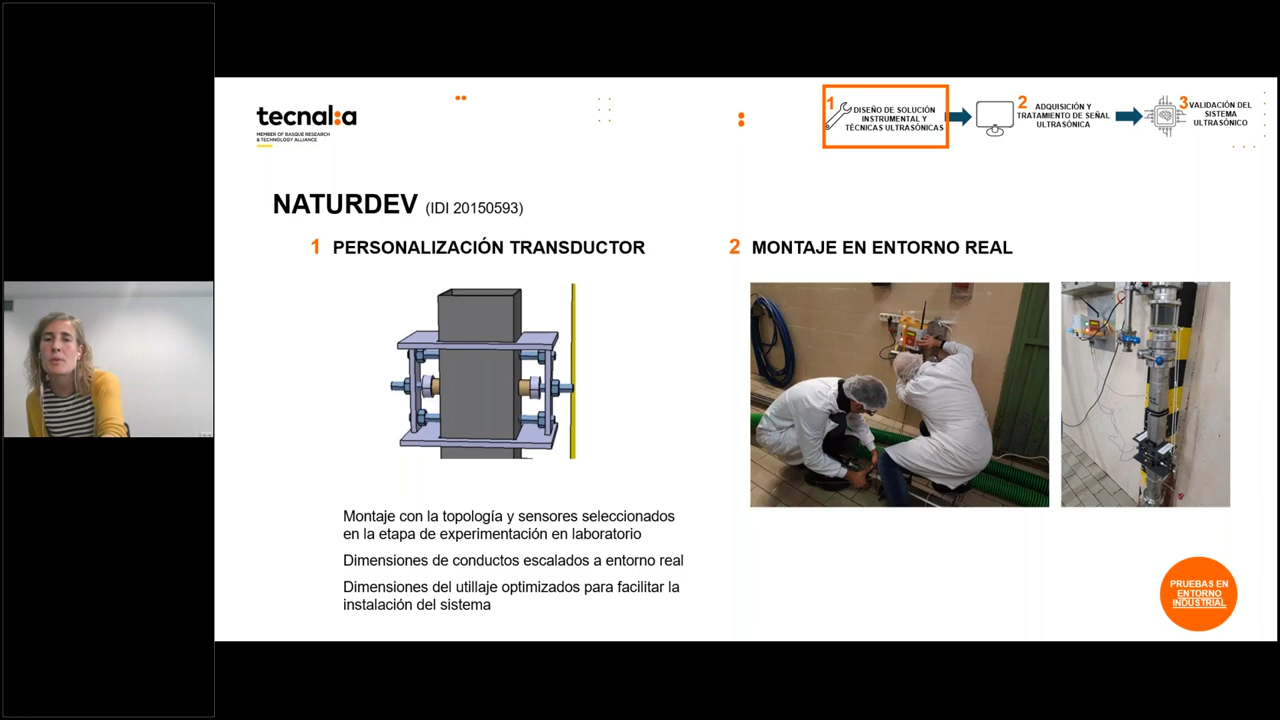 tecnal:a
MEMBER OF BASQUE RESEARCH
& TECHNOLOGY ALLIANCE
1
DISEÑO DE SOLUCIÓN
INSTRUMENTAL Y
TÉCNICAS ULTRASÓNICAS
2
ADQUISICIÓN Y
TRATAMIENTO DE SEÑAL
ULTRASÓNICA
3
VALIDACIÓN DEL
SISTEMA
ULTRASÓNICO
NATURDEV (IDI 20150593)
1 PERSONALIZACIÓN TRANSDUCTOR
2 MONTAJE EN ENTORNO REAL
Montaje con la topología y sensores seleccionados
en la etapa de experimentación en laboratorio
Dimensiones de conductos escalados a entorno real
Dimensiones del utillaje optimizados para facilitar la
instalación del sistema
PRUEBAS EN
ENTORNO
INDUSTRIAL